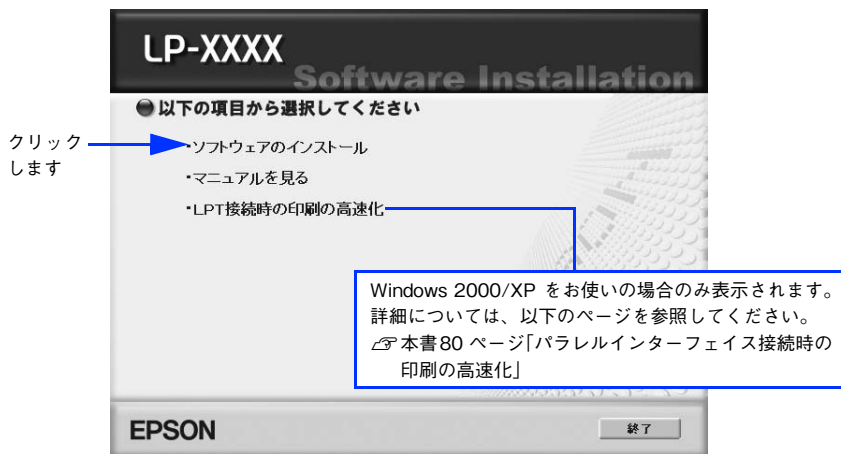 LP-XXXX
Software Installation
以下の項目から選択してください
クリック
します
・ソフトウェアのインストール
・マニュアルを見る
・LPT接続時の印刷の高速化
Windows 2000/XP をお使いの場合のみ表示されます。
詳細については、以下のページを参照してください。
☞本書80 ページ「パラレルインターフェイス接続時の
印刷の高速化」
EPSON
終了